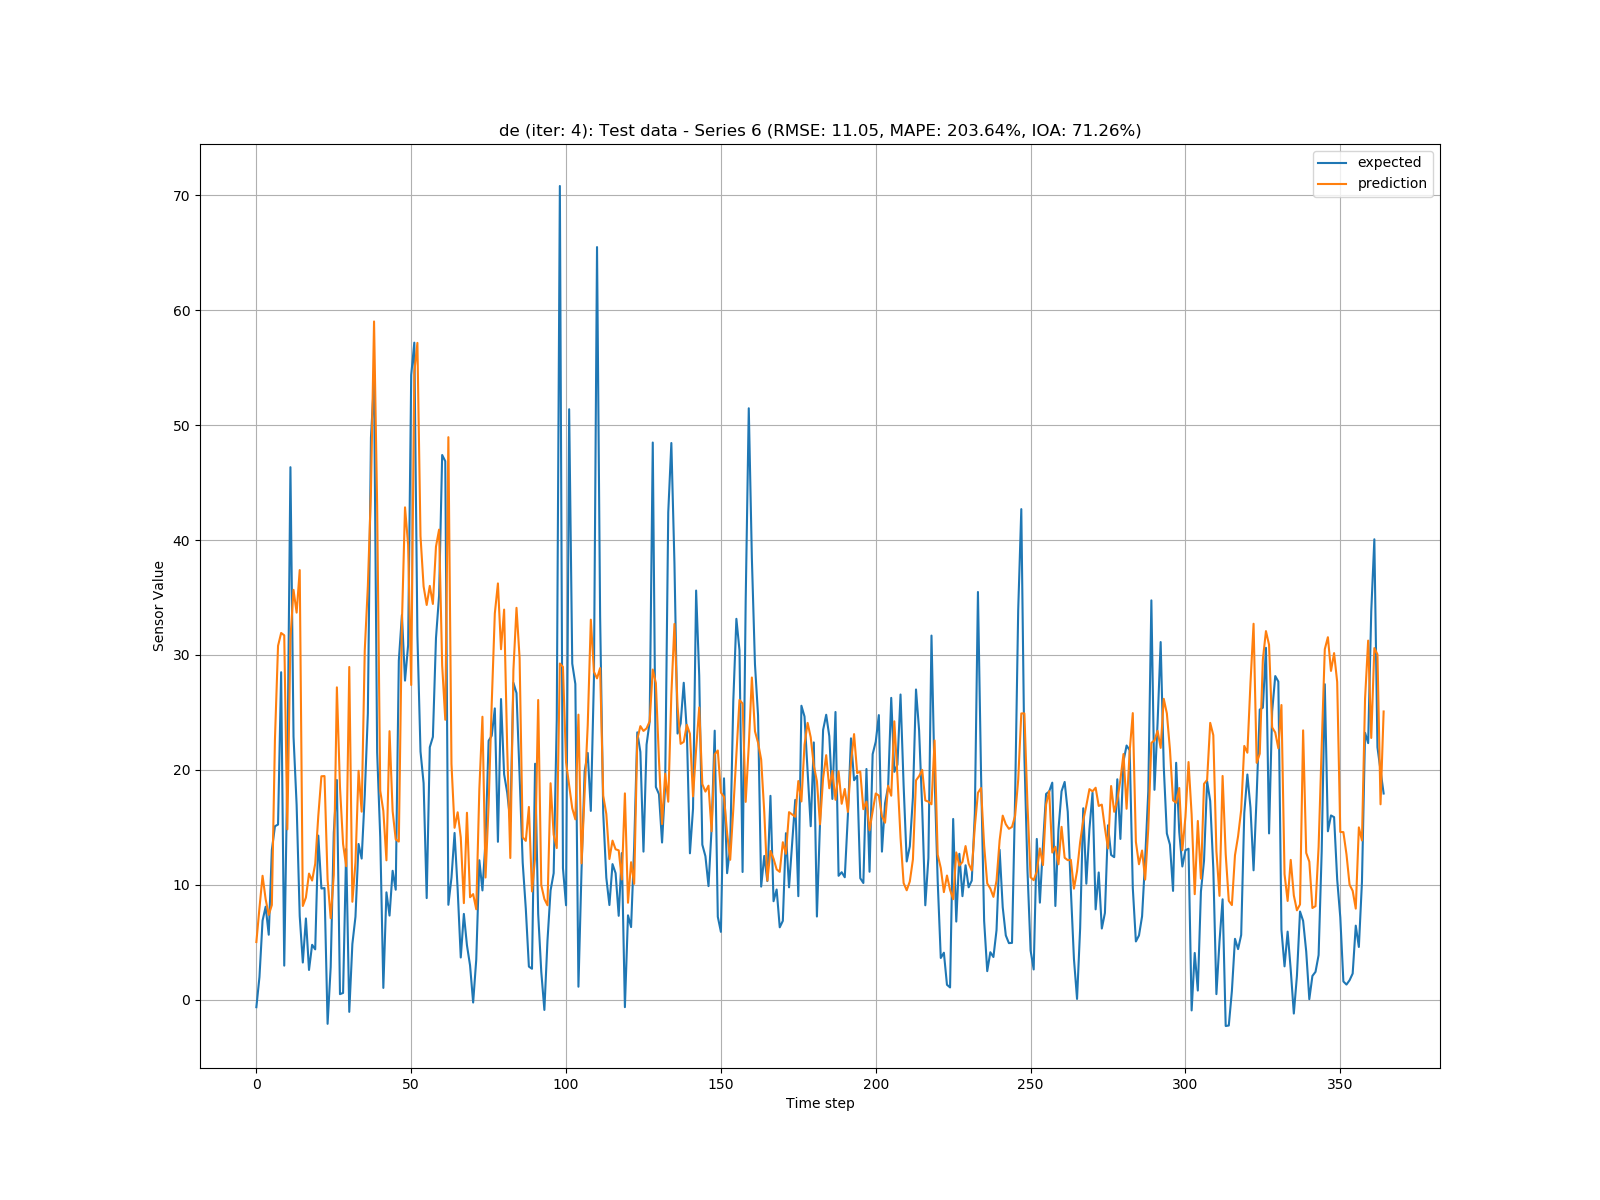 de (iter: 4): Test data - Series 6 (RMSE: 11.05, MAPE: 203.64%, IOA: 71.26%)
expected
prediction
70
60
50
40
30
20
10
0
Sensor Value
0 50 100 150 200 250 300 350
Time step